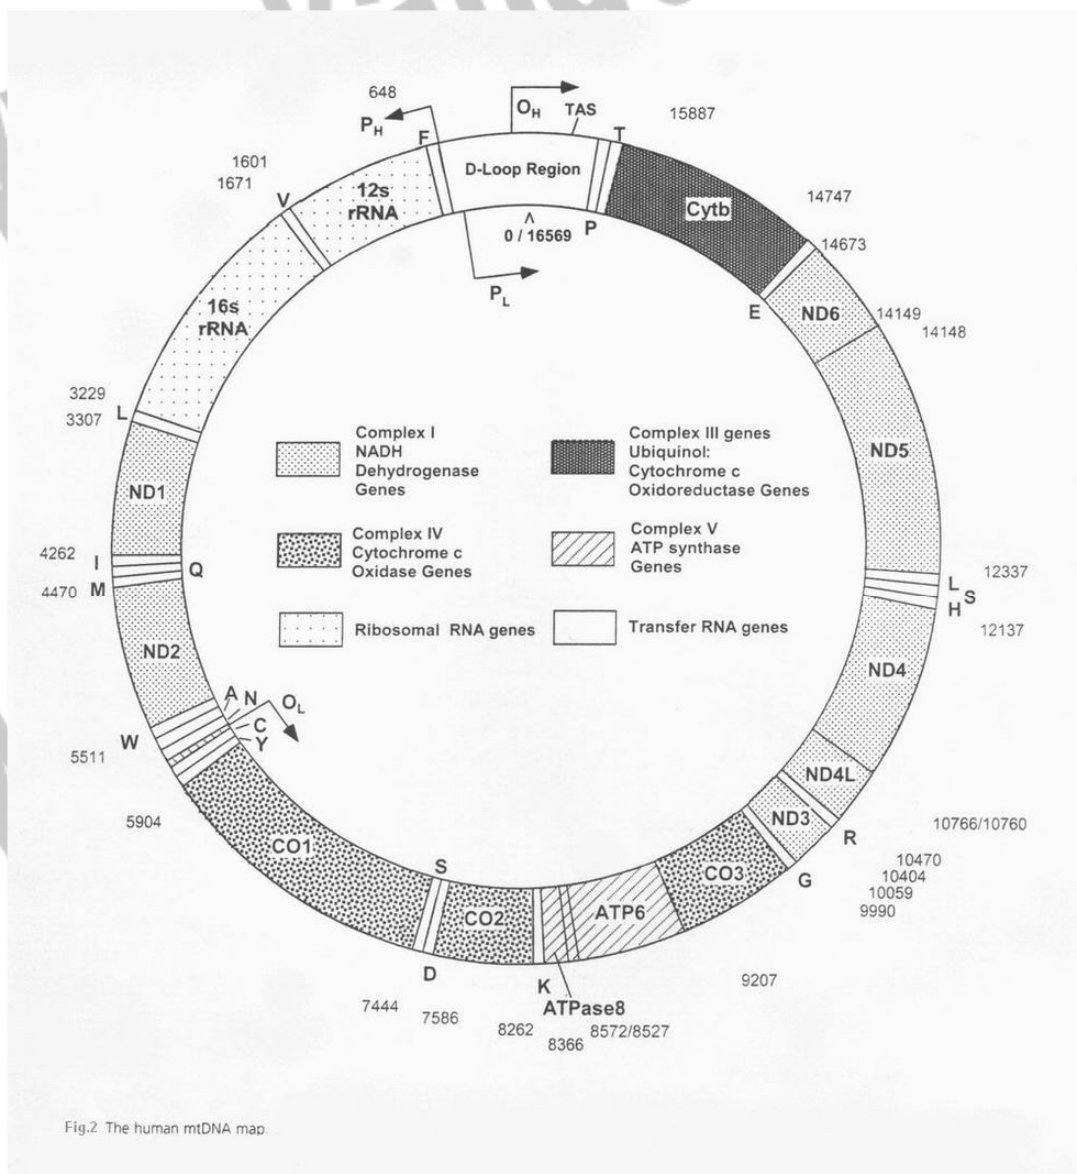 648
P_H
O_H
TAS
15887
F
T
1601
1671
V
12s
rRNA
D-Loop Region
0 / 16569
P
Cytb
14747
14673
P_L
E
ND6
14149
14148
16s
rRNA
3229
3307
L
ND1
ND5
Complex I
NADH
Dehydrogenase
Genes
Complex III genes
Ubiquinol:
Cytochrome c
Oxidoreductase Genes
Complex IV
Cytochrome c
Oxidase Genes
Complex V
ATP synthase
Genes
Ribosomal RNA genes
Transfer RNA genes
4262
I
Q
M
4470
12337
L
S
H
12137
ND2
ND4
A
N
O_L
C
Y
W
5511
ND4L
5904
ND3
R
10766/10760
10470
10404
10059
9990
CO1
S
CO3
G
CO2
ATP6
7444
D
7586
K
ATPase8
9207
8262
8366
8572/8527
Fig.2 The human mtDNA map.